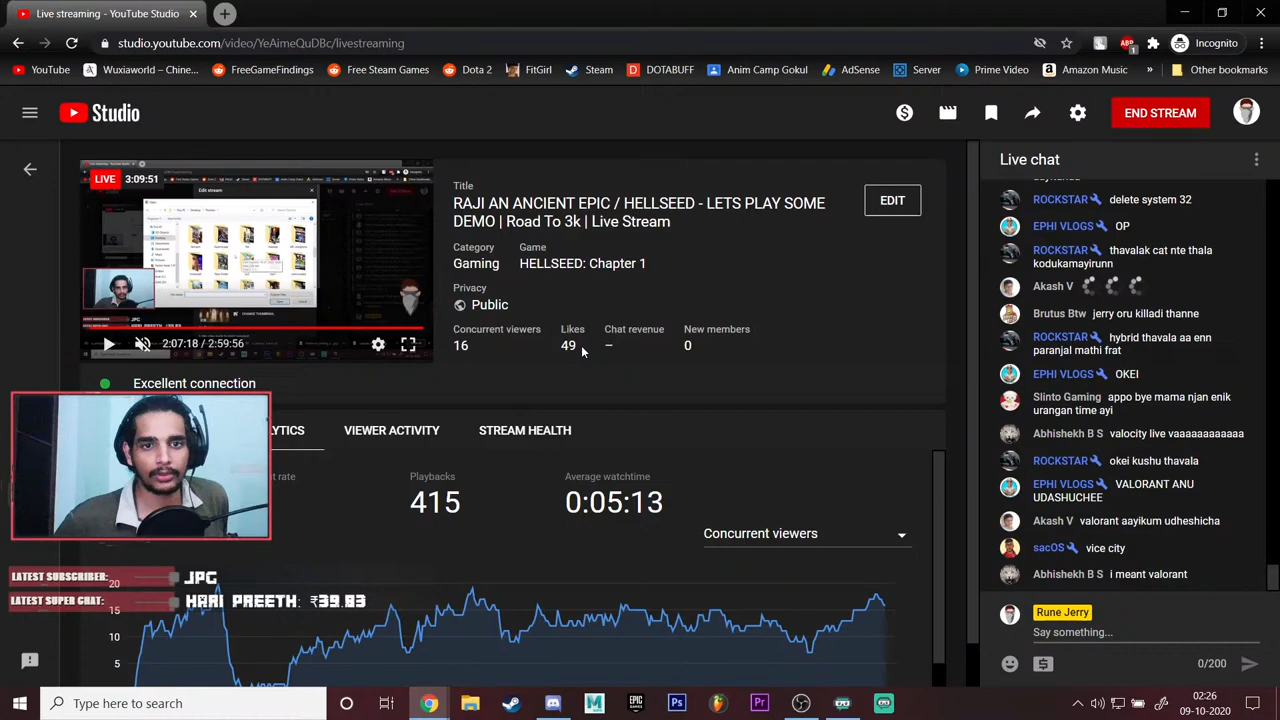 Live streaming - YouTube Studio
studio.youtube.com/video/YeAimeQuDBc/livestreaming
Incognito
YouTube
Wuxiaworld – Chine...
FreeGameFindings
Free Steam Games
Dota 2
FitGirl
Steam
DOTABUFF
Anim Camp Gokul
AdSense
Server
Prime Video
Amazon Music
»
Other bookmarks
Studio
END STREAM
LIVE 3:09:51
Edit stream
2:07:18 / 2:59:56
Title
RAJI AN ANCIENT EPIC / HELLSEED - LETS PLAY SOME
DEMO | Road To 3k | Live Stream
EDIT
Category
Gaming
Game
HELLSEED: Chapter 1
Privacy
Public
Concurrent viewers
16
Likes
49
Chat revenue
–
New members
0
Excellent connection
LYTICS
VIEWER ACTIVITY
STREAM HEALTH
t rate
Playbacks
415
Average watchtime
0:05:13
Concurrent viewers
20
15
10
5
LATEST SUBSCRIBER:
JPG
LATEST SUPER CHAT:
HARI PREETH: ₹39.83
Live chat
ROCKSTAR delete system 32
EPHI VLOGS OP
ROCKSTAR thavalak cat nte thala
kodukamayirum
Akash V
Brutus Btw jerry oru killadi thanne
ROCKSTAR hybrid thavala aa enn
paranjal mathi frat
EPHI VLOGS OKEI
Slinto Gaming appo bye mama njan enik
urangan time ayi
Abhishekh B S valocity live vaaaaaaaaaaa
ROCKSTAR okei kushu thavala
EPHI VLOGS VALORANT ANU
UDASHUCHEE
Akash V valorant aayikum udheshicha
sacOS vice city
Abhishekh B S i meant valorant
Rune Jerry
Say something...
0/200
Type here to search
02:26
09-10-2020